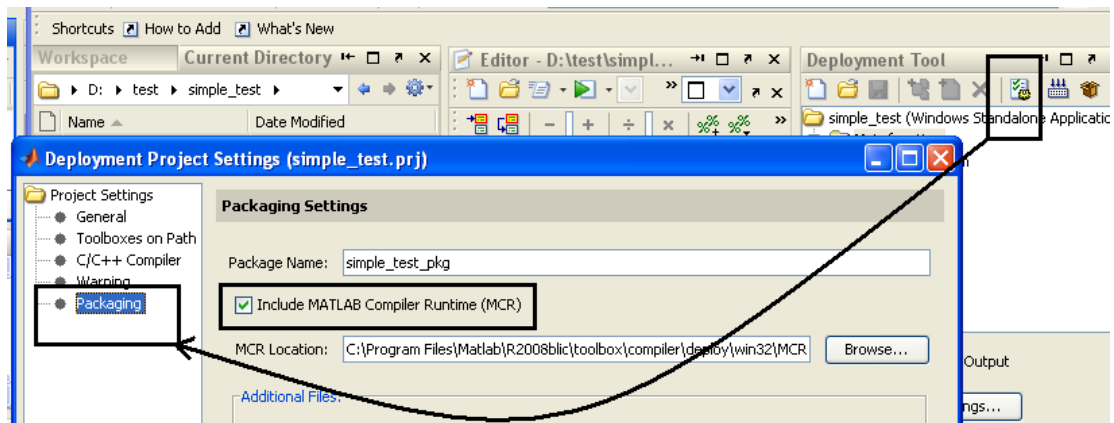 Shortcuts How to Add What's New
Workspace Current Directory
Editor - D:\test\simpl...
Deployment Tool
D: test simple_test
Name Date Modified
simple_test (Windows Standalone Applicatio
Deployment Project Settings (simple_test.prj)
Project Settings
General
Toolboxes on Path
C/C++ Compiler
Warning
Packaging
Packaging Settings
Package Name: simple_test_pkg
Include MATLAB Compiler Runtime (MCR)
MCR Location: C:\Program Files\Matlab\R2008blic\toolbox\compiler\deploy\win32\MCR Browse...
Additional Files:
Output
ngs...